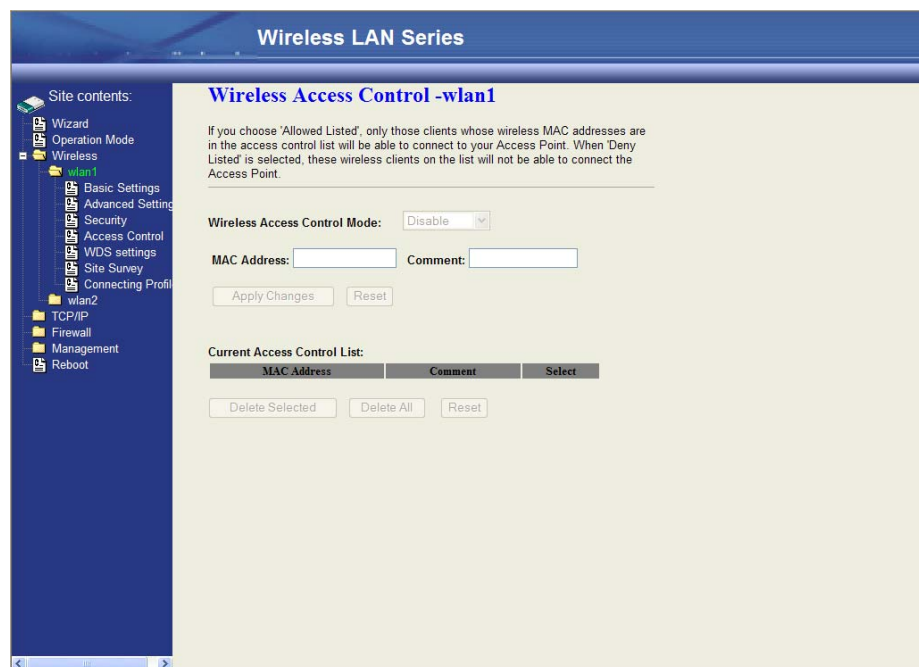 Wireless LAN Series
Site contents:
Wizard
Operation Mode
Wireless
wlan1
Basic Settings
Advanced Setting
Security
Access Control
WDS settings
Site Survey
Connecting Profil
wlan2
TCP/IP
Firewall
Management
Reboot
Wireless Access Control -wlan1
If you choose 'Allowed Listed', only those clients whose wireless MAC addresses are
in the access control list will be able to connect to your Access Point. When 'Deny
Listed' is selected, these wireless clients on the list will not be able to connect the
Access Point.
Wireless Access Control Mode: Disable
MAC Address: Comment:
Apply Changes Reset
Current Access Control List:
MAC Address Comment Select
Delete Selected Delete All Reset